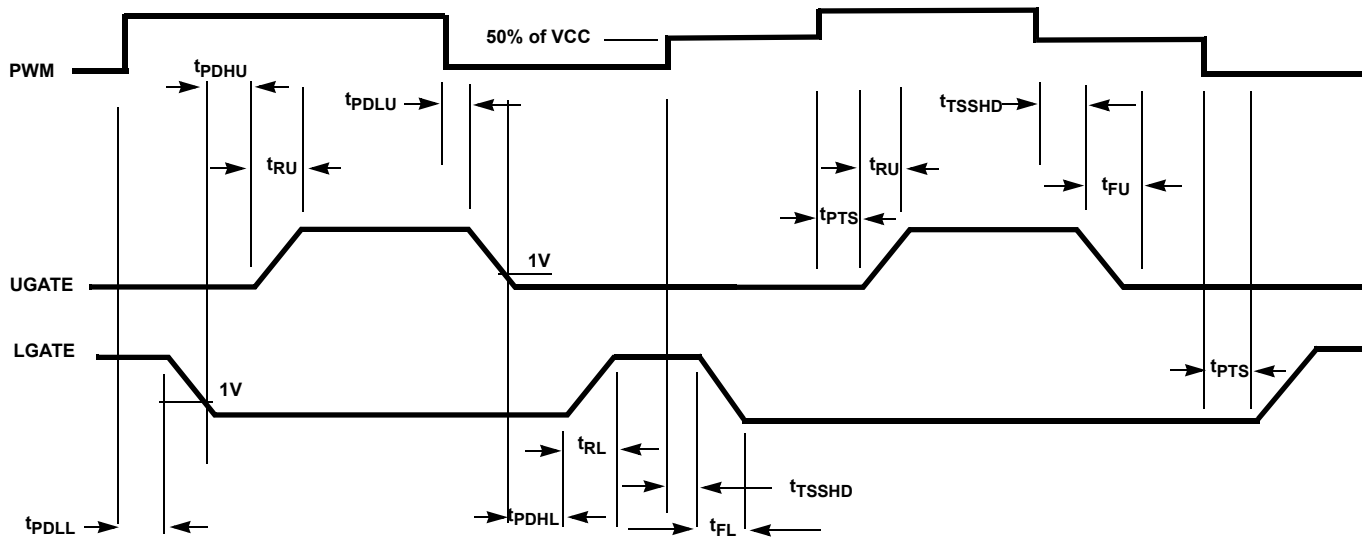 50% of VCC
PWM
tPDHU
tPDLU
tTSSHD
tRU
tRU
tFU
tPTS
1V
UGATE
LGATE
tPTS
1V
tRL
tTSSHD
tPDLL
tPDHL
tFL